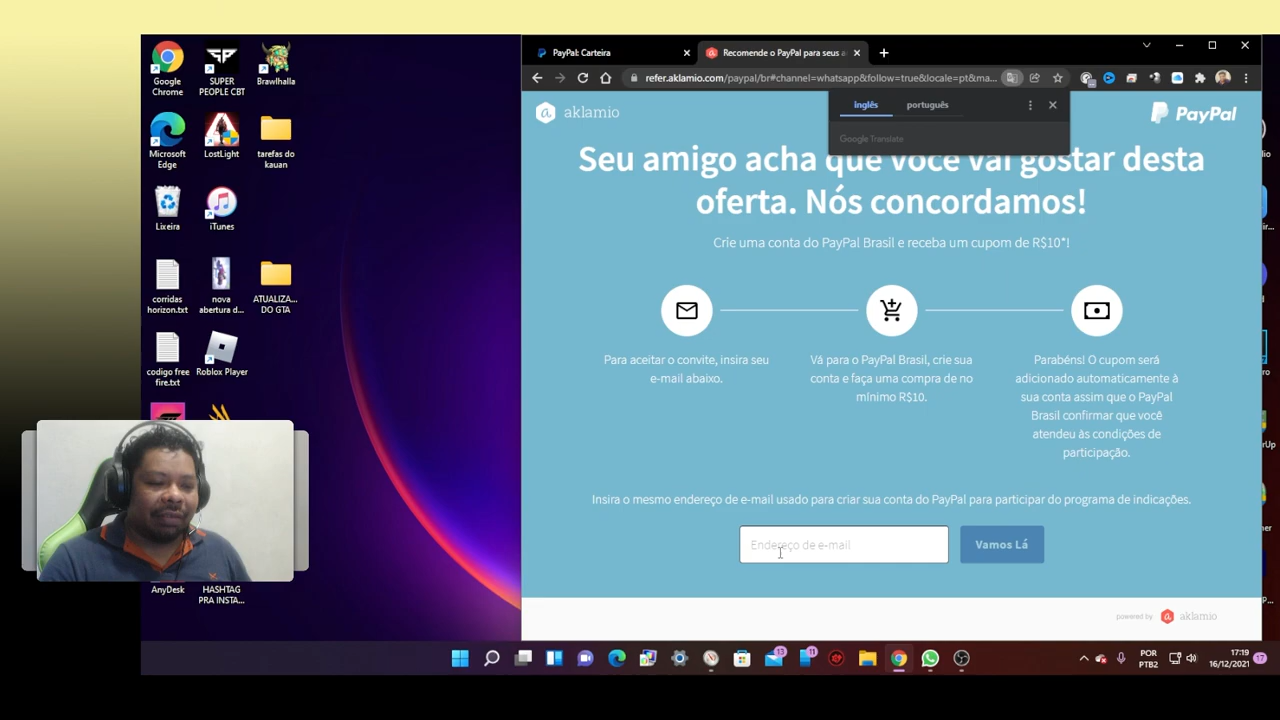 Google
Chrome
SUPER
PEOPLE CBT
Brawlhalla
Microsoft
Edge
LostLight
tarefas do
kauan
Lixeira
iTunes
corridas
horizon.txt
nova
abertura d...
ATUALIZA...
DO GTA
codigo free
fire.txt
Roblox Player
AnyDesk
HASHTAG
PRA INSTA...
PayPal: Carteira
Recomende o PayPal para seus a
refer.aklamio.com/paypal/br#channel=whatsapp&follow=true&locale=pt&ma...
inglês
português
Google Translate
aklamio
PayPal
Seu amigo acha que você vai gostar desta
oferta. Nós concordamos!
Crie uma conta do PayPal Brasil e receba um cupom de R$10*!
Para aceitar o convite, insira seu
e-mail abaixo.
Vá para o PayPal Brasil, crie sua
conta e faça uma compra de no
mínimo R$10.
Parabéns! O cupom será
adicionado automaticamente à
sua conta assim que o PayPal
Brasil confirmar que você
atendeu às condições de
participação.
Insira o mesmo endereço de e-mail usado para criar sua conta do PayPal para participar do programa de indicações.
Endereço de e-mail
Vamos Lá
powered by
aklamio
13
11
POR
PTB2
17:19
16/12/2021
17